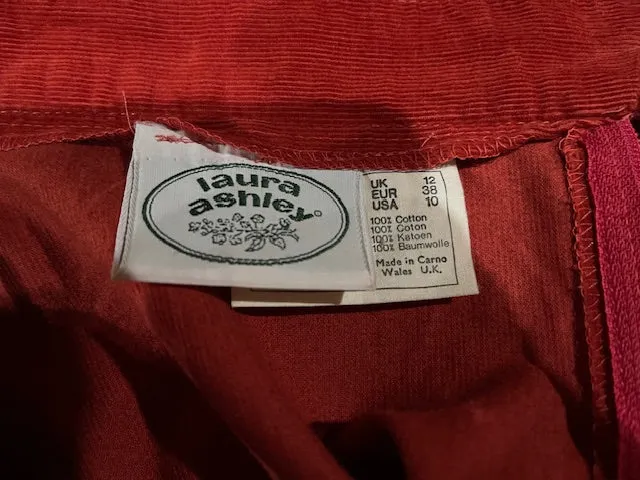 laura
ashley®
UK 12
EUR 38
USA 10
100% Cotton
100% Coton
100% Katoen
100% Baumwolle
Made in Carno
Wales U.K.